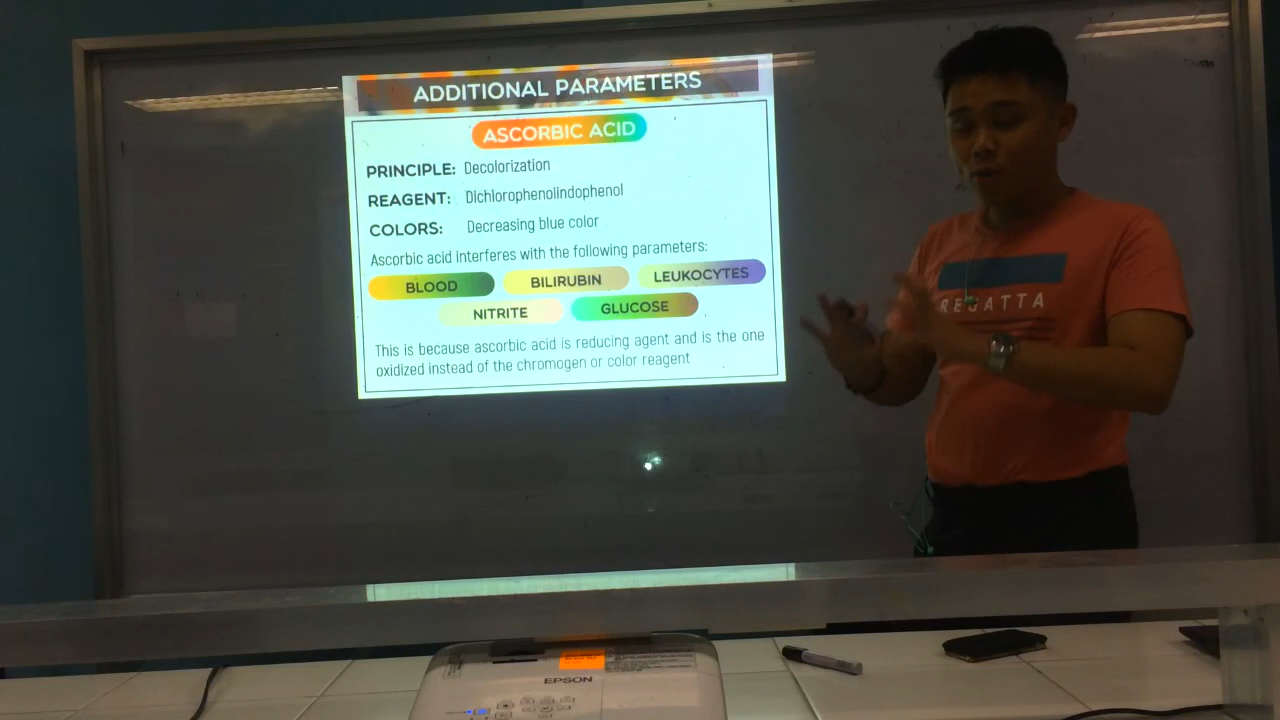 ADDITIONAL PARAMETERS
ASCORBIC ACID
PRINCIPLE: Decolorization
REAGENT: Dichlorophenolindophenol
COLORS: Decreasing blue color
Ascorbic acid interferes with the following parameters:
BLOOD BILIRUBIN LEUKOCYTES
NITRITE GLUCOSE
This is because ascorbic acid is reducing agent and is the one
oxidized instead of the chromogen or color reagent
REGATTA
EPSON